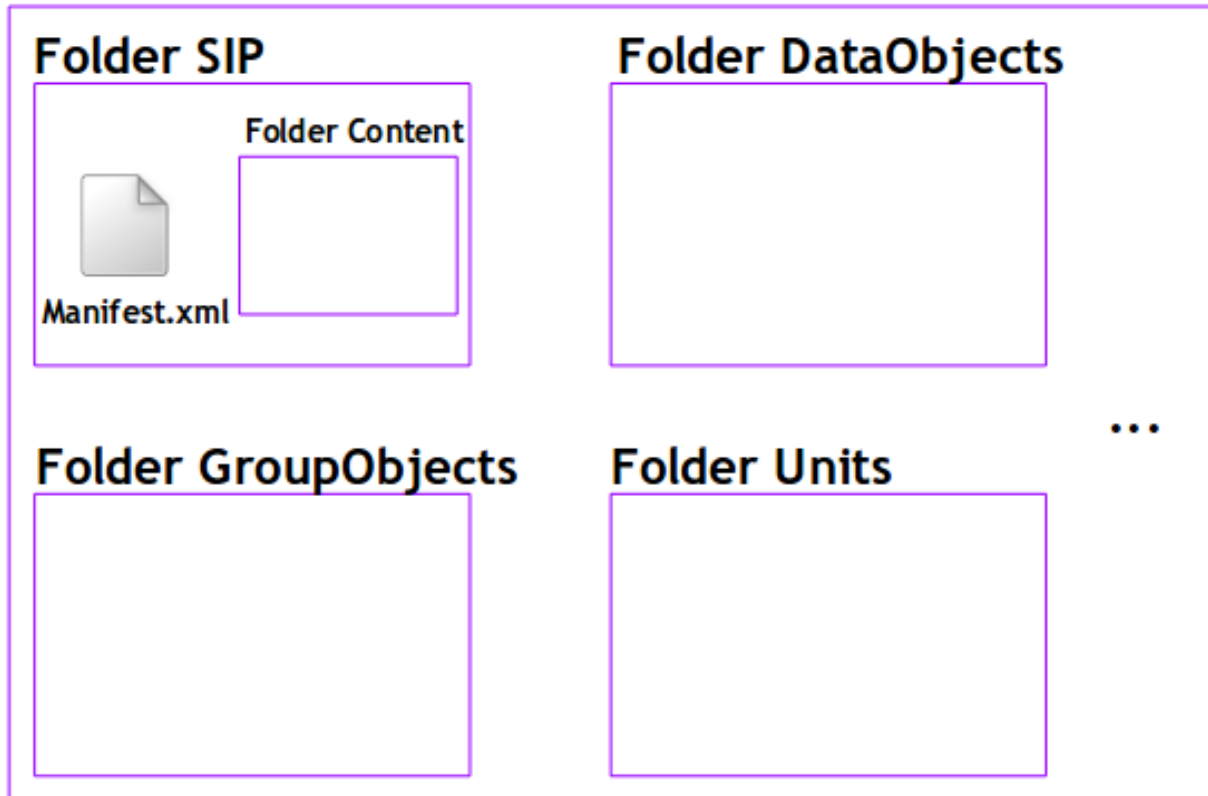 Folder SIP
Folder Content
Manifest.xml
Folder DataObjects
...
Folder GroupObjects
Folder Units